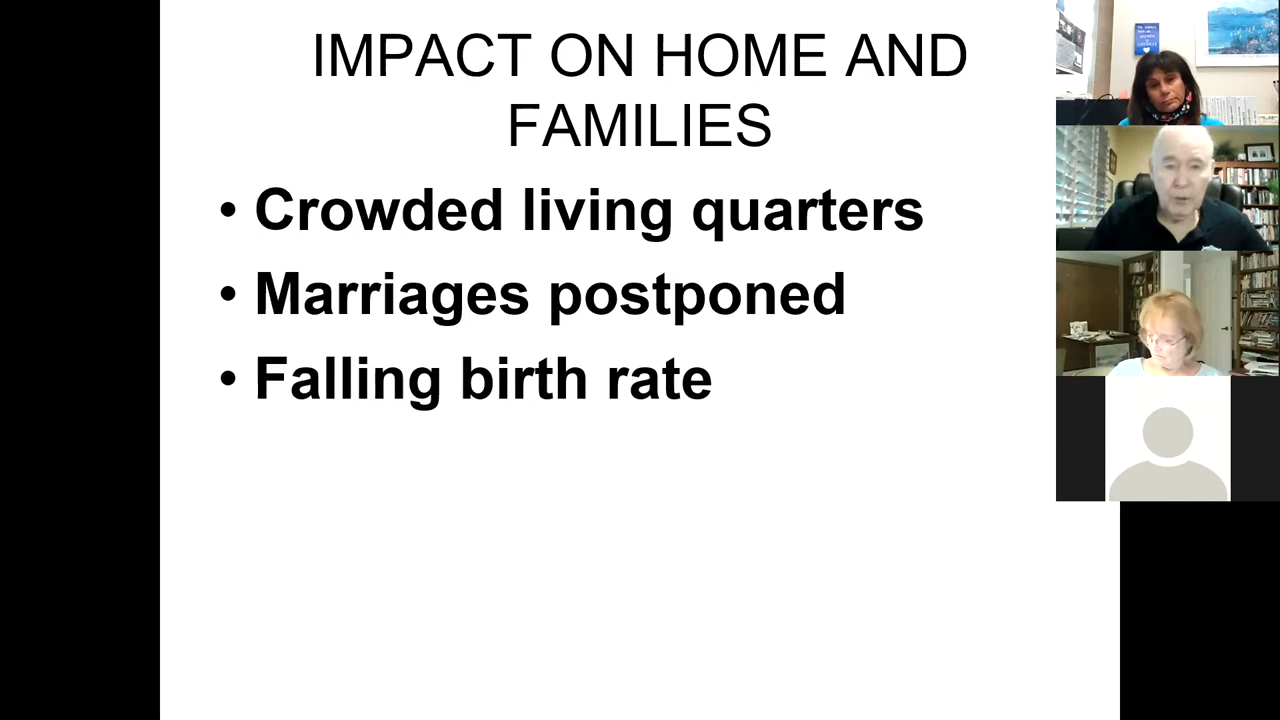 IMPACT ON HOME AND
FAMILIES
• Crowded living quarters
• Marriages postponed
• Falling birth rate